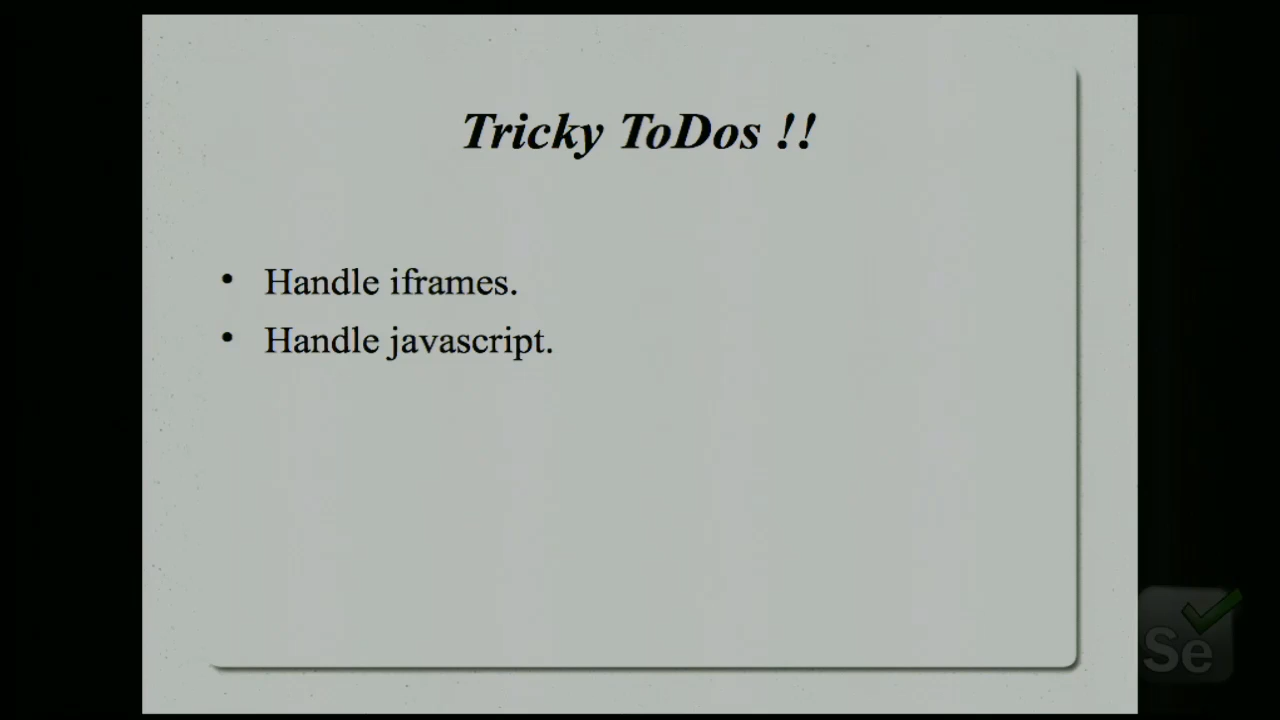 Tricky ToDos !!
• Handle iframes.
• Handle javascript.
Se